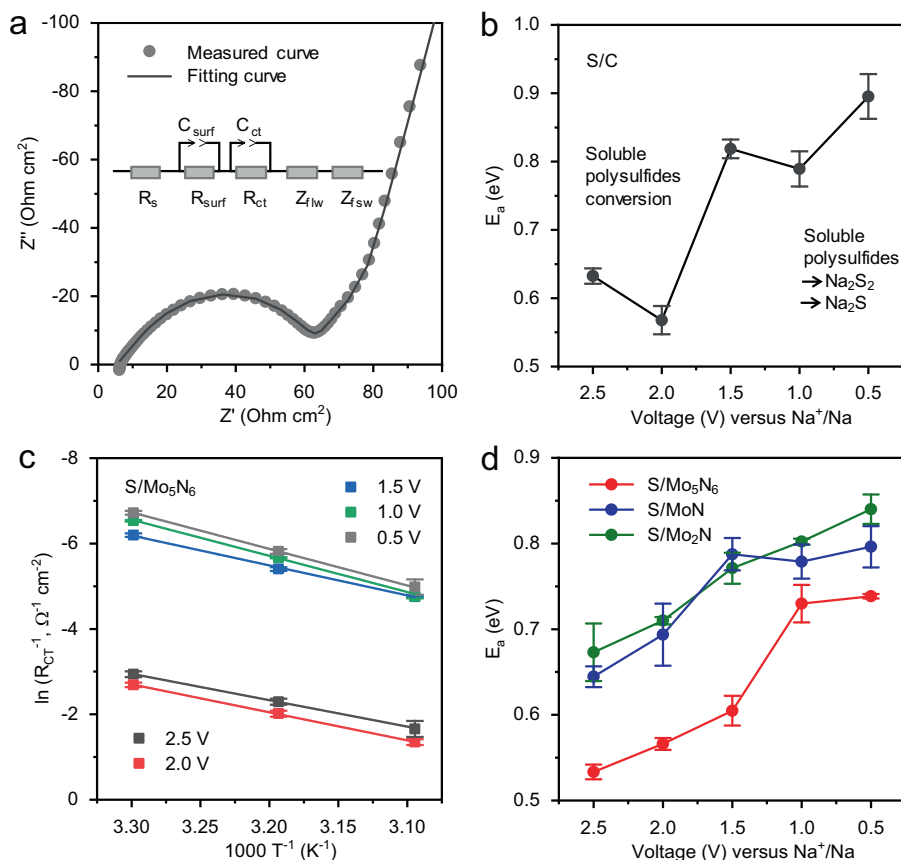 a
-100
-80
-60
-40
-20
0
Z'' (Ohm cm²)
Measured curve
Fitting curve
C_surf C_ct
R_s R_surf R_ct Z_flw Z_fsw
0 20 40 60 80 100
Z' (Ohm cm²)
b
0.9
0.8
0.7
0.6
0.5
E_a (eV)
S/C
Soluble
polysulfides
conversion
Soluble
polysulfides
→Na₂S₂
→Na₂S
2.5 2.0 1.5 1.0 0.5
Voltage (V) versus Na⁺/Na
c
-8
-6
-4
-2
0
ln (R_CT⁻¹, Ω⁻¹ cm⁻²)
S/Mo₅N₆
1.5 V
1.0 V
0.5 V
2.5 V
2.0 V
3.30 3.25 3.20 3.15 3.10
1000 T⁻¹ (K⁻¹)
d
0.9
0.8
0.7
0.6
0.5
E_a (eV)
S/Mo₅N₆
S/MoN
S/Mo₂N
2.5 2.0 1.5 1.0 0.5
Voltage (V) versus Na⁺/Na